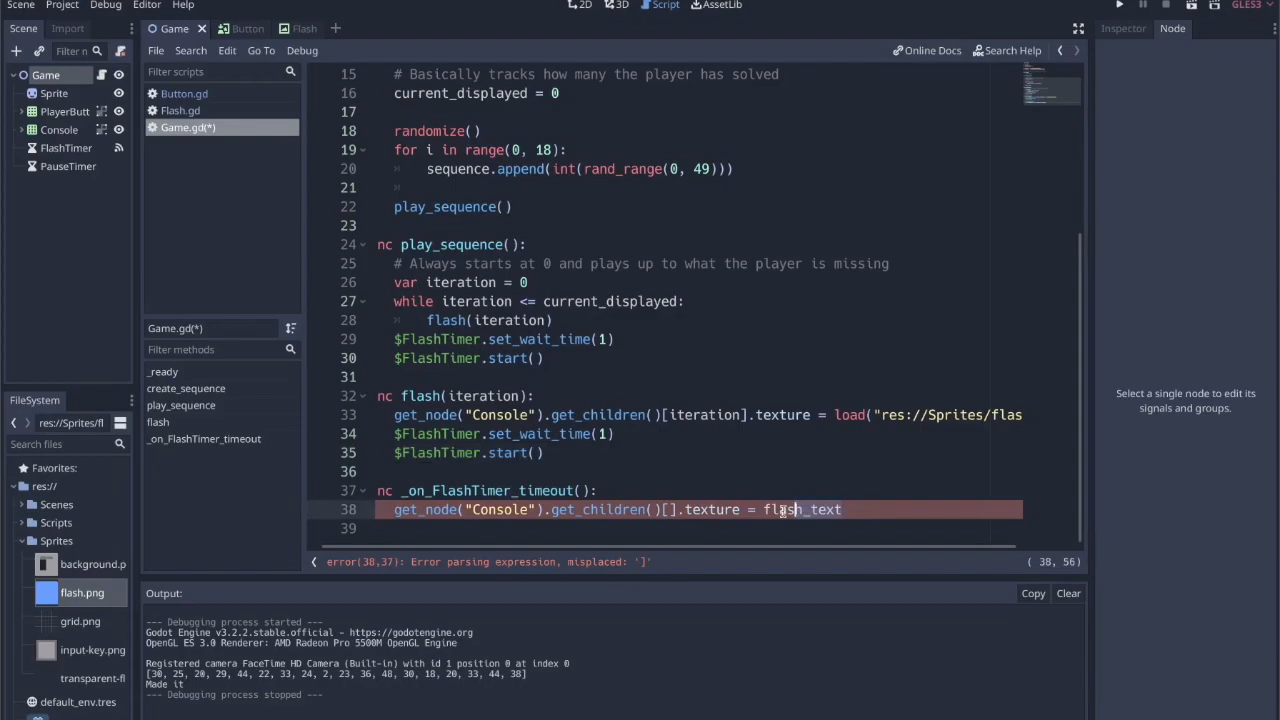 Scene Project Debug Editor Help 2D 3D Script AssetLib GLES3
Scene Import Game Button Flash Inspector Node
Filter n File Search Edit Go To Debug Online Docs Search Help
Game
Sprite
PlayerButt
Console
FlashTimer
PauseTimer
Filter scripts
Button.gd
Flash.gd
Game.gd(*)
Game.gd(*)
Filter methods
_ready
create_sequence
play_sequence
flash
_on_FlashTimer_timeout
FileSystem
res://Sprites/fl
Search files
Favorites:
res://
Scenes
Scripts
Sprites
background.p
flash.png
grid.png
input-key.png
transparent-fl
default_env.tres
15 # Basically tracks how many the player has solved
16 current_displayed = 0
17
18 randomize()
19 for i in range(0, 18):
20 sequence.append(int(rand_range(0, 49)))
21
22 play_sequence()
23
24 nc play_sequence():
25 # Always starts at 0 and plays up to what the player is missing
26 var iteration = 0
27 while iteration <= current_displayed:
28 flash(iteration)
29 $FlashTimer.set_wait_time(1)
30 $FlashTimer.start()
31
32 nc flash(iteration):
33 get_node("Console").get_children()[iteration].texture = load("res://Sprites/flas
34 $FlashTimer.set_wait_time(1)
35 $FlashTimer.start()
36
37 nc _on_FlashTimer_timeout():
38 get_node("Console").get_children()[].texture = flash_text
39
error(38,37): Error parsing expression, misplaced: ']' ( 38, 56)
Output: Copy Clear
--- Debugging process started ---
Godot Engine v3.2.2.stable.official - https://godotengine.org
OpenGL ES 3.0 Renderer: AMD Radeon Pro 5500M OpenGL Engine
Registered camera FaceTime HD Camera (Built-in) with id 1 position 0 at index 0
[30, 25, 20, 29, 44, 22, 33, 24, 2, 23, 36, 48, 30, 18, 20, 33, 44, 38]
Made it
--- Debugging process stopped ---
Select a single node to edit its
signals and groups.